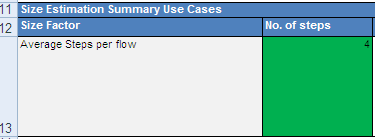 11 Size Estimation Summary Use Cases
12 Size Factor No. of steps
Average Steps per flow 4
13